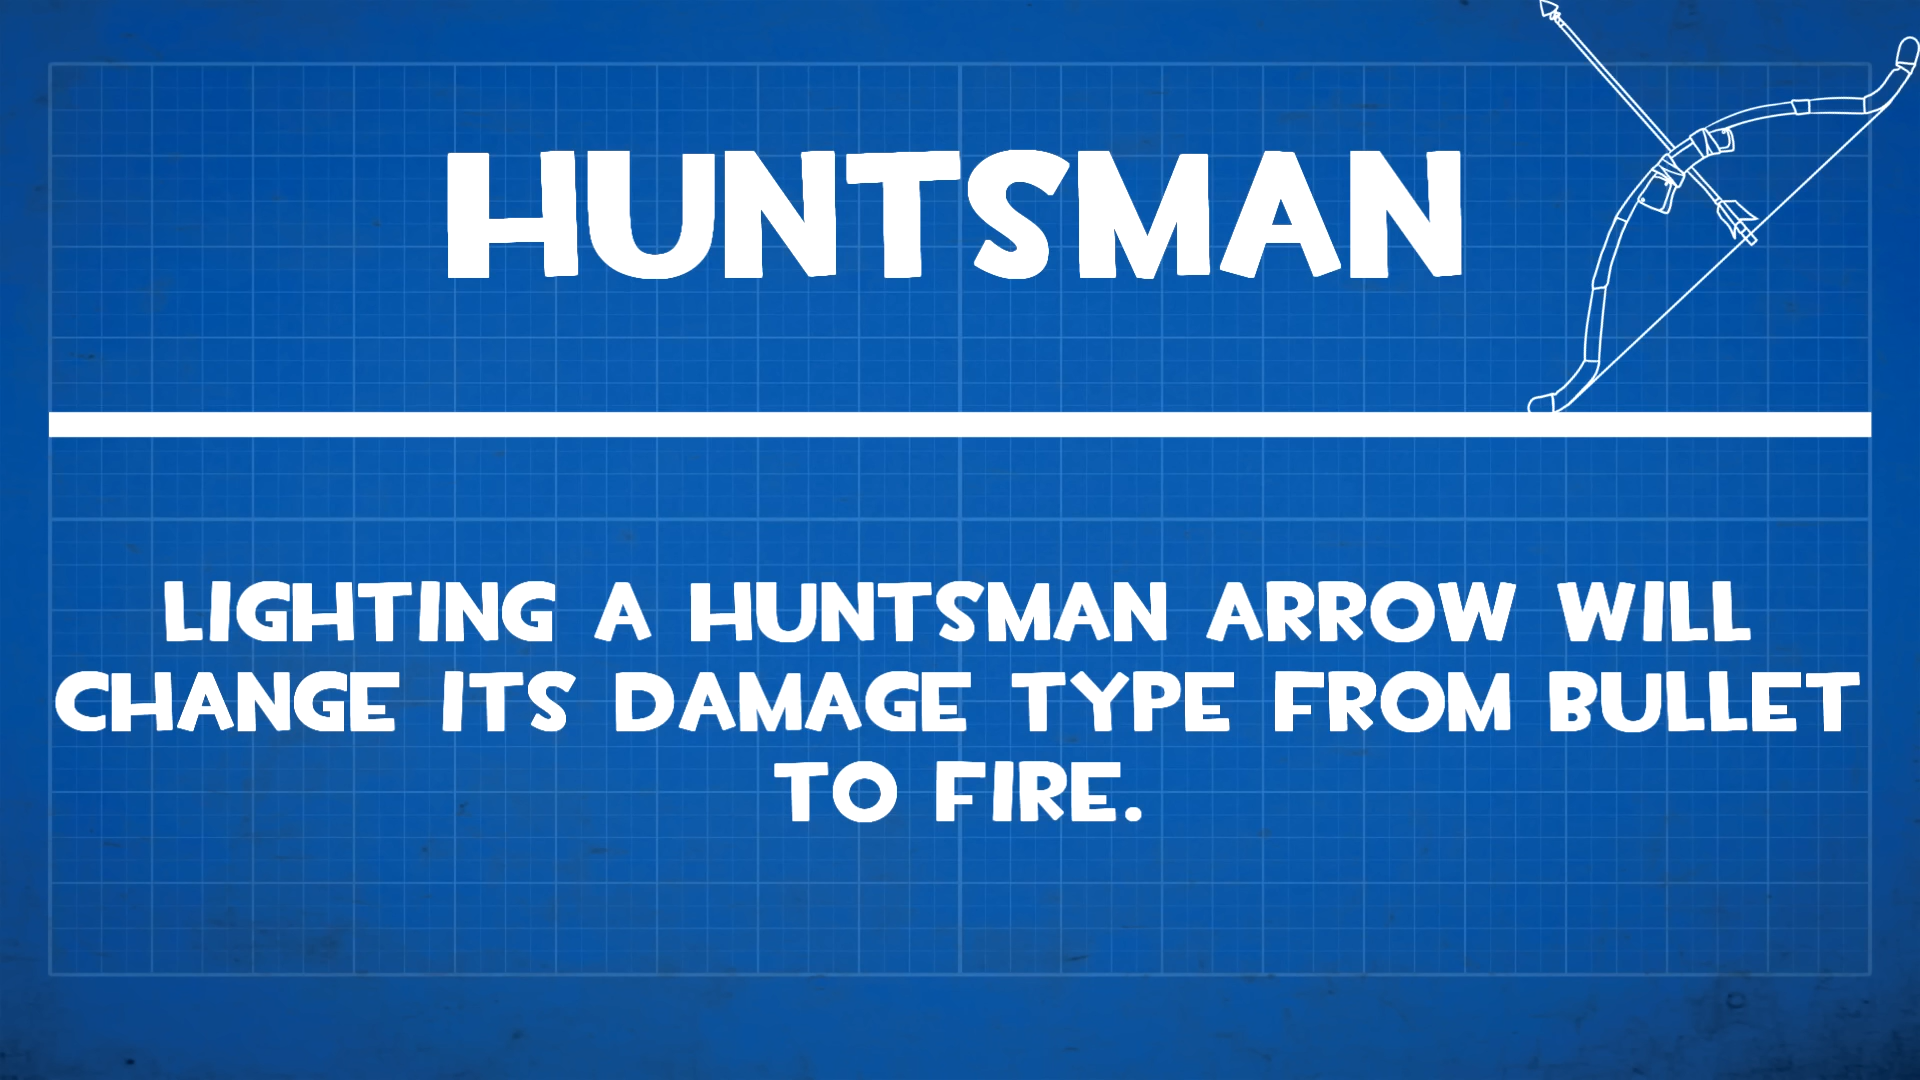 HUNTSMAN
LIGHTING A HUNTSMAN ARROW WILL
CHANGE ITS DAMAGE TYPE FROM BULLET
TO FIRE.